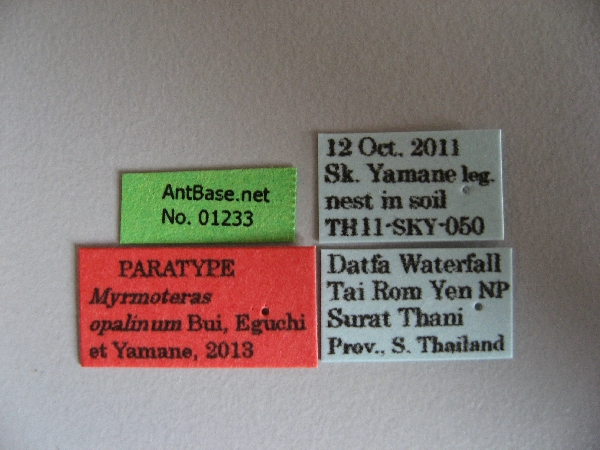 12 Oct. 2011
Sk. Yamane leg.
nest in soil
TH11-SKY-050
AntBase.net
No. 01233
PARATYPE
Myrmoteras
opalinum Bui, Eguchi
et Yamane, 2013
Datfa Waterfall
Tai Rom Yen NP
Surat Thani
Prov., S. Thailand